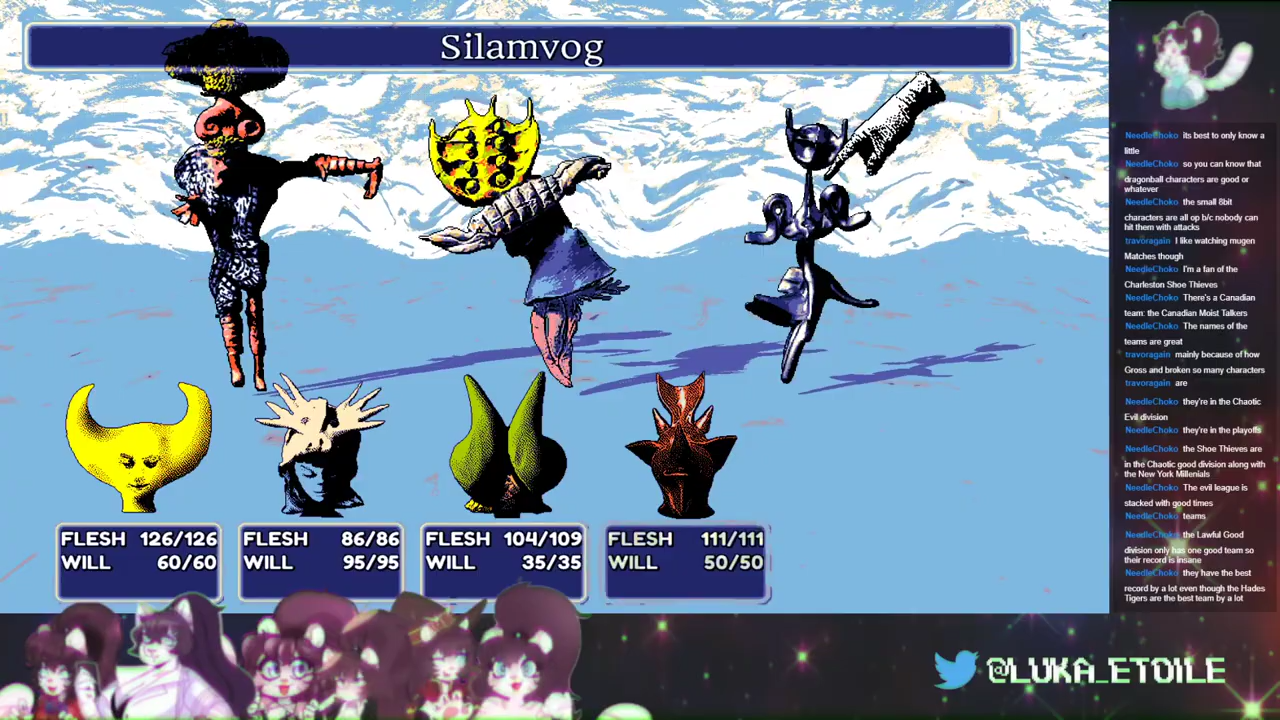 Silamvog
FLESH 126/126
WILL 60/60
FLESH 86/86
WILL 95/95
FLESH 104/109
WILL 35/35
FLESH 111/111
WILL 50/50
NeedleChoko its best to only know a
little
NeedleChoko so you can know that
dragonball characters are good or
whatever
NeedleChoko the small 8bit
characters are all op b/c nobody can
hit them with attacks
travoragain I like watching mugen
Matches though
NeedleChoko I'm a fan of the
Charleston Shoe Thieves
NeedleChoko There's a Canadian
team: the Canadian Moist Talkers
NeedleChoko The names of the
teams are great
travoragain mainly because of how
Gross and broken so many characters
travoragain are
NeedleChoko they're in the Chaotic
Evil division
NeedleChoko they're in the playoffs
NeedleChoko the Shoe Thieves are
in the Chaotic good division along with
the New York Millenials
NeedleChoko The evil league is
stacked with good times
NeedleChoko teams
NeedleChoko the Lawful Good
division only has one good team so
their record is insane
NeedleChoko they have the best
record by a lot even though the Hades
Tigers are the best team by a lot
@LUKA_ETOILE